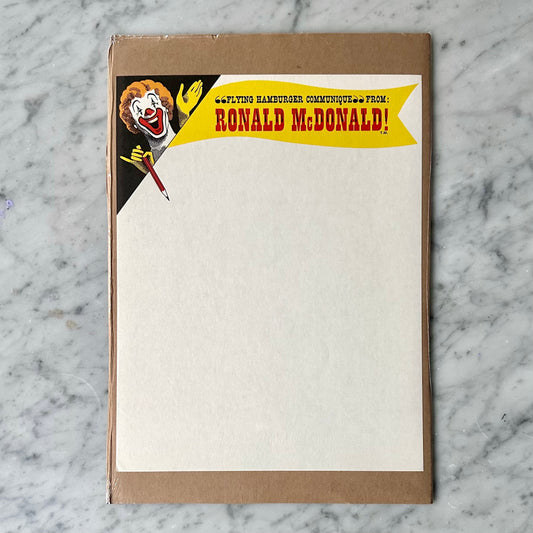 “FLYING HAMBURGER COMMUNIQUE” FROM:
RONALD McDONALD!
T.M.